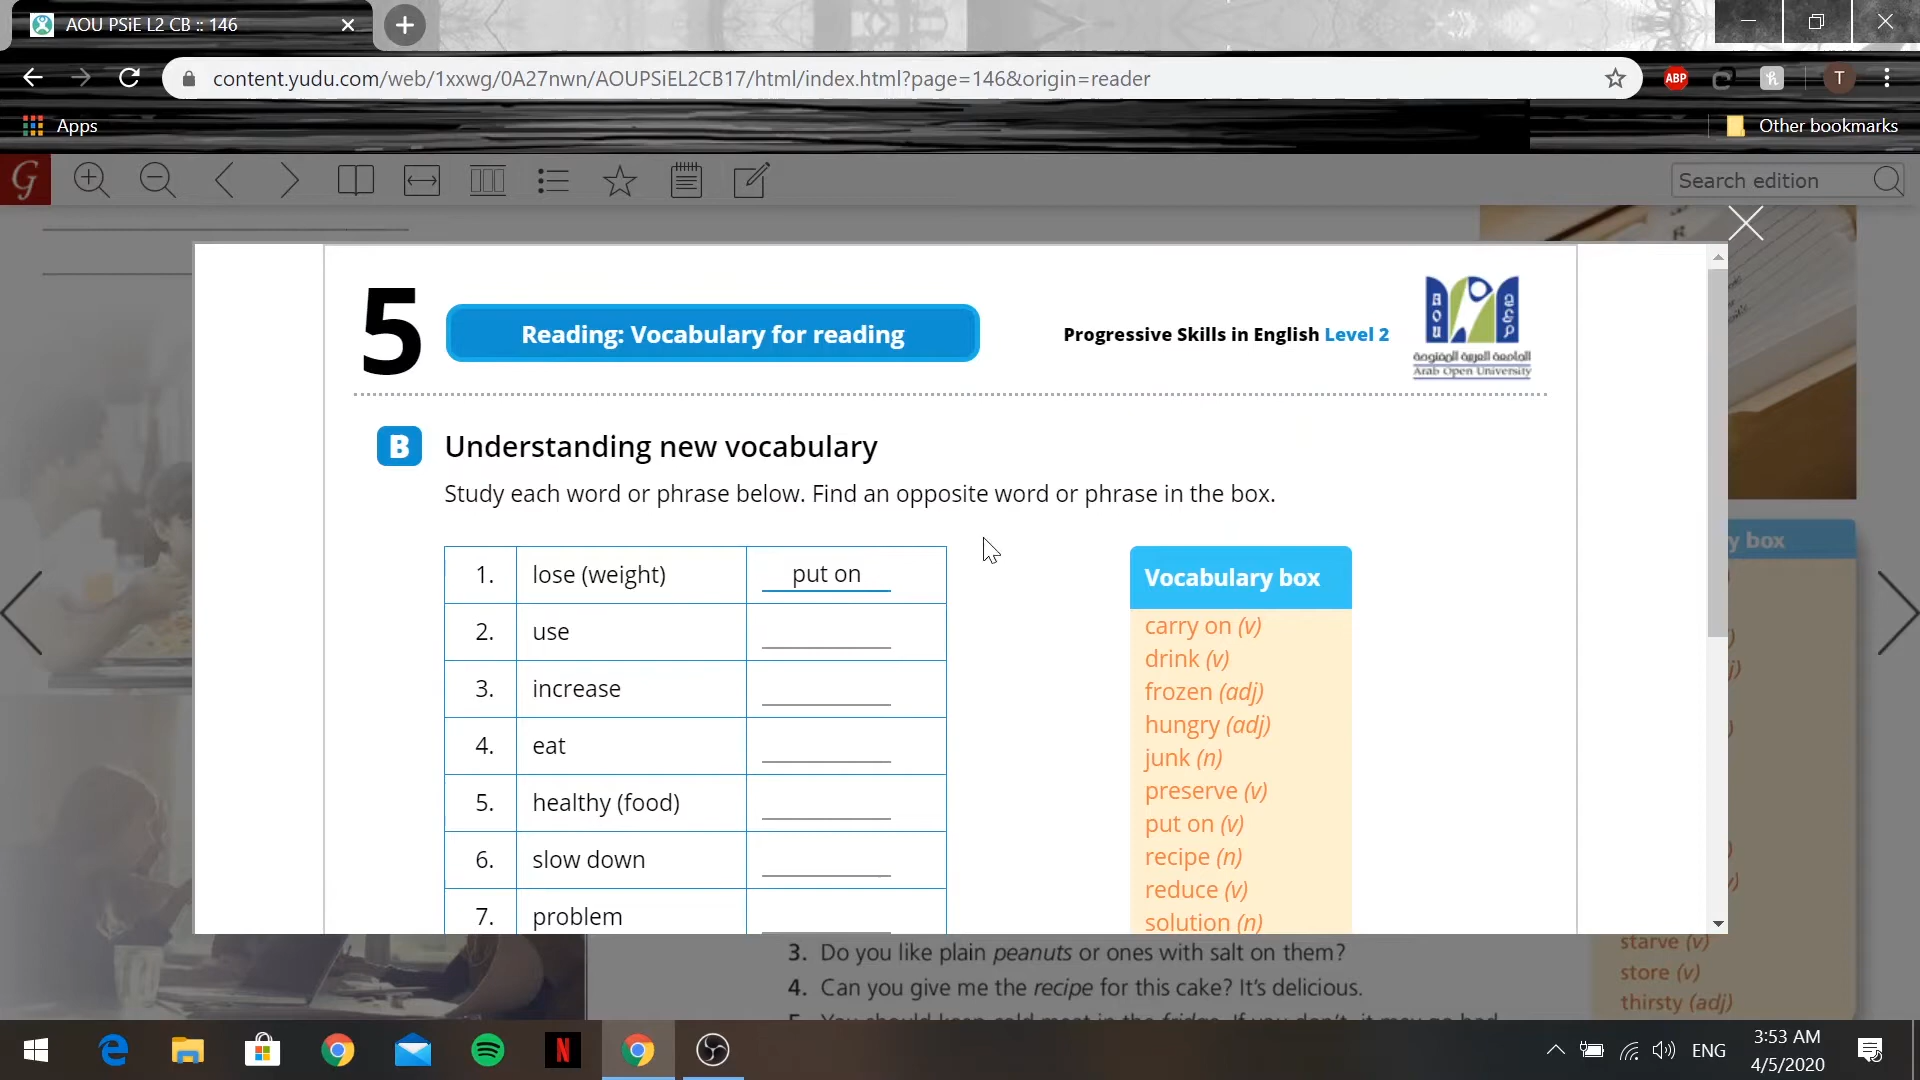 AOU PSiE L2 CB :: 146
content.yudu.com/web/1xxwg/0A27nwn/AOUPSiEL2CB17/html/index.html?page=146&origin=reader
ABP
T
Apps
Other bookmarks
G
Search edition
5
Reading: Vocabulary for reading
Progressive Skills in English Level 2
AOU
الجامعة العربية المفتوحة
Arab Open University
B Understanding new vocabulary
Study each word or phrase below. Find an opposite word or phrase in the box.
1. lose (weight) put on
2. use
3. increase
4. eat
5. healthy (food)
6. slow down
7. problem
Vocabulary box
carry on (v)
drink (v)
frozen (adj)
hungry (adj)
junk (n)
preserve (v)
put on (v)
recipe (n)
reduce (v)
solution (n)
y box
3. Do you like plain peanuts or ones with salt on them?
4. Can you give me the recipe for this cake? It's delicious.
starve (v)
store (v)
thirsty (adj)
N
ENG
3:53 AM
4/5/2020